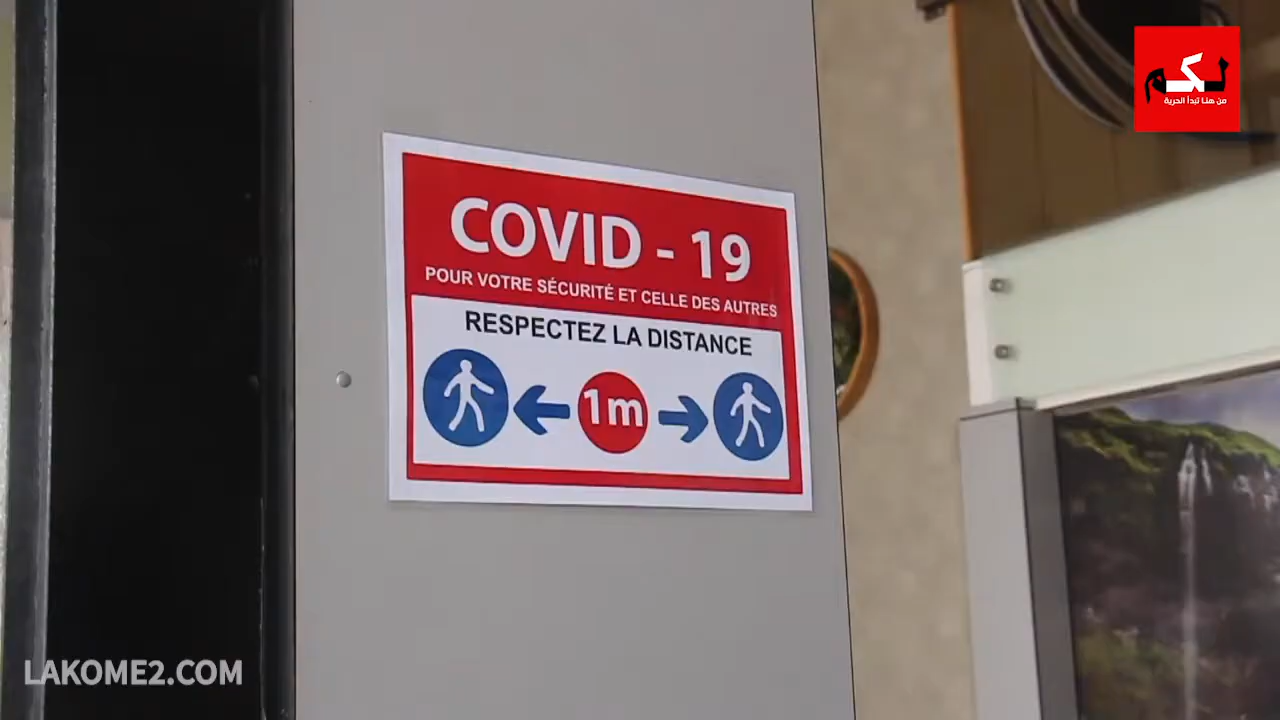 لكم
من هنا تبدأ الحرية
COVID - 19
POUR VOTRE SÉCURITÉ ET CELLE DES AUTRES
RESPECTEZ LA DISTANCE
1m
LAKOME2.COM